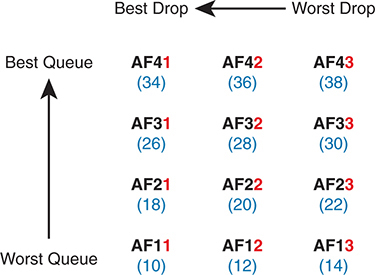 Best Drop Worst Drop
Best Queue AF41 AF42 AF43
(34) (36) (38)
AF31 AF32 AF33
(26) (28) (30)
AF21 AF22 AF23
(18) (20) (22)
AF11 AF12 AF13
Worst Queue (10) (12) (14)